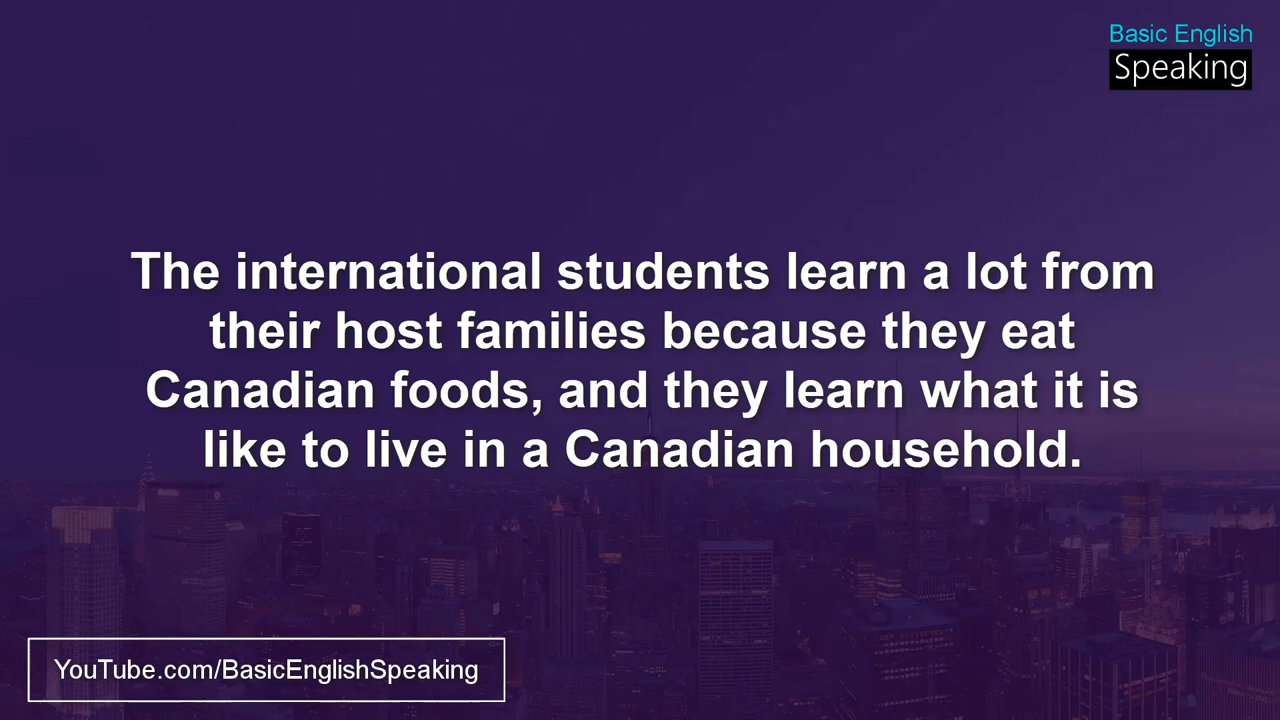 Basic English
Speaking
The international students learn a lot from
their host families because they eat
Canadian foods, and they learn what it is
like to live in a Canadian household.
YouTube.com/BasicEnglishSpeaking